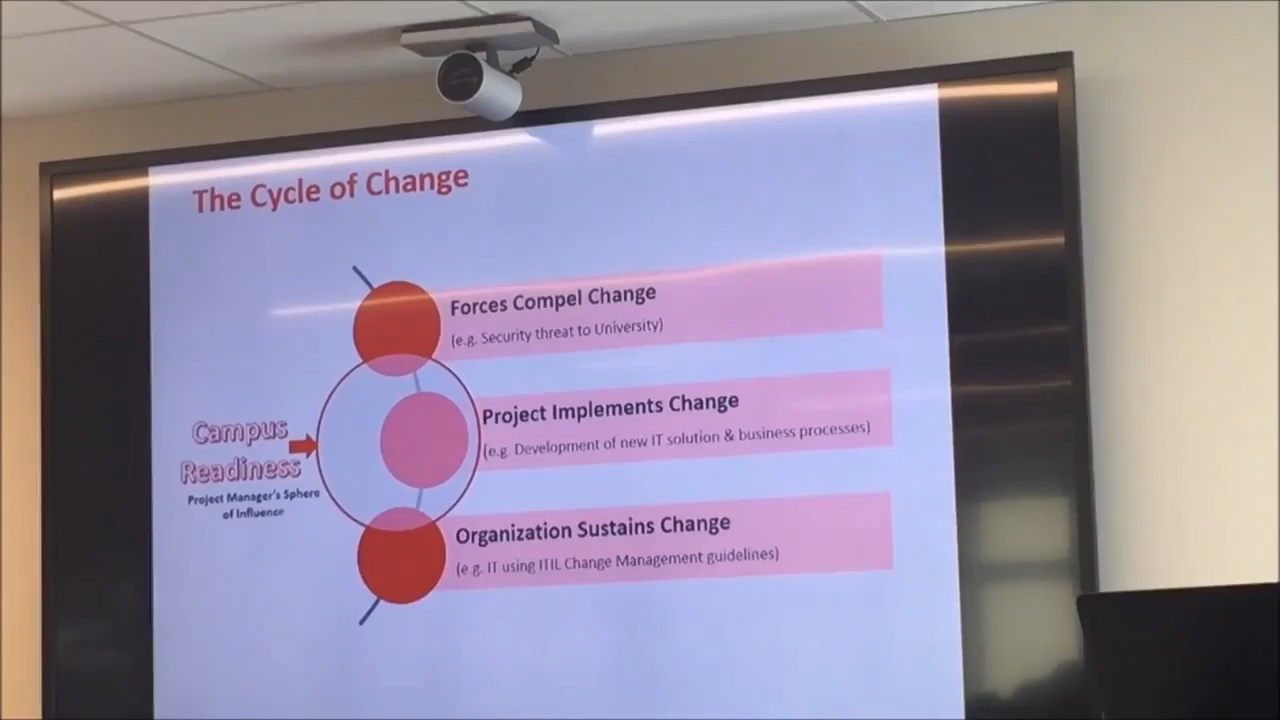 The Cycle of Change
Forces Compel Change
(e.g. Security threat to University)
Campus
Readiness
Project Manager's Sphere
of Influence
Project Implements Change
(e.g. Development of new IT solution & business processes)
Organization Sustains Change
(e.g. IT using ITIL Change Management guidelines)